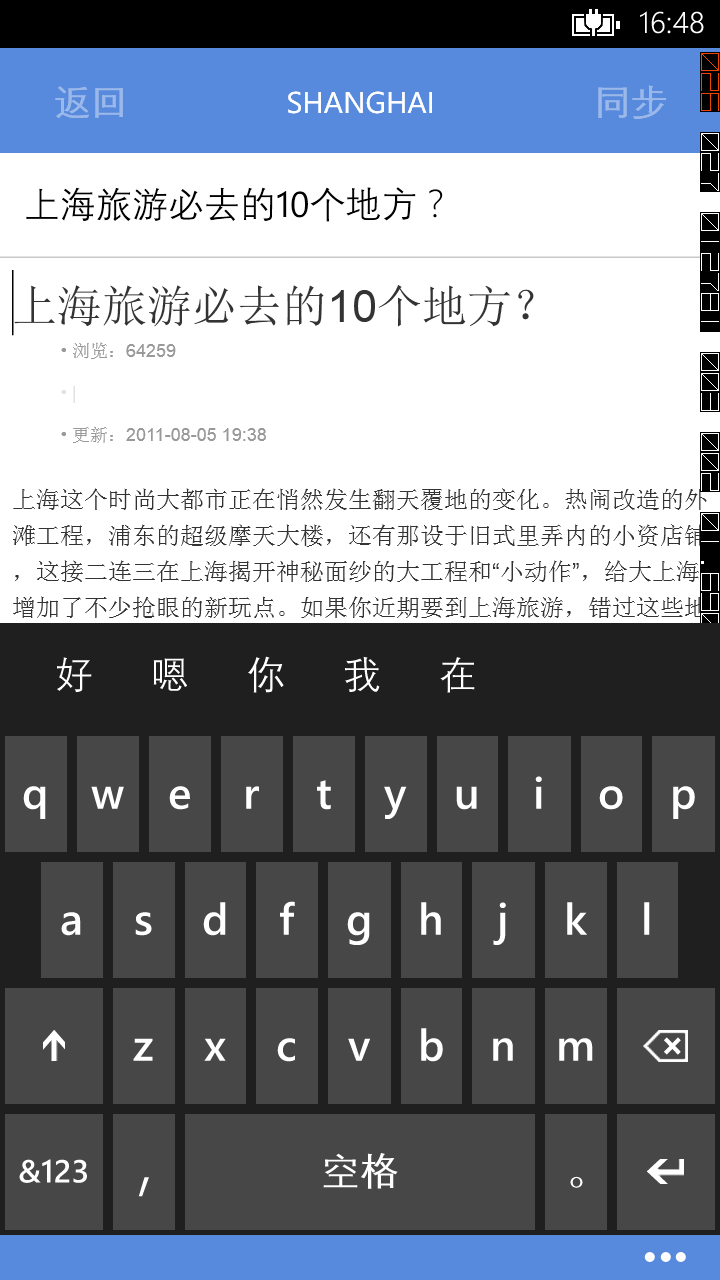 16:48
返回 SHANGHAI 同步
上海旅游必去的10个地方？
上海旅游必去的10个地方？
• 浏览：64259
• |
• 更新：2011-08-05 19:38
上海这个时尚大都市正在悄然发生翻天覆地的变化。热闹改造的外
滩工程，浦东的超级摩天大楼，还有那设于旧式里弄内的小资店铺
，这接二连三在上海揭开神秘面纱的大工程和“小动作”，给大上海
增加了不少抢眼的新玩点。如果你近期要到上海旅游，错过这些地
好 嗯 你 我 在
q w e r t y u i o p
a s d f g h j k l
z x c v b n m
&123 , 空格 。